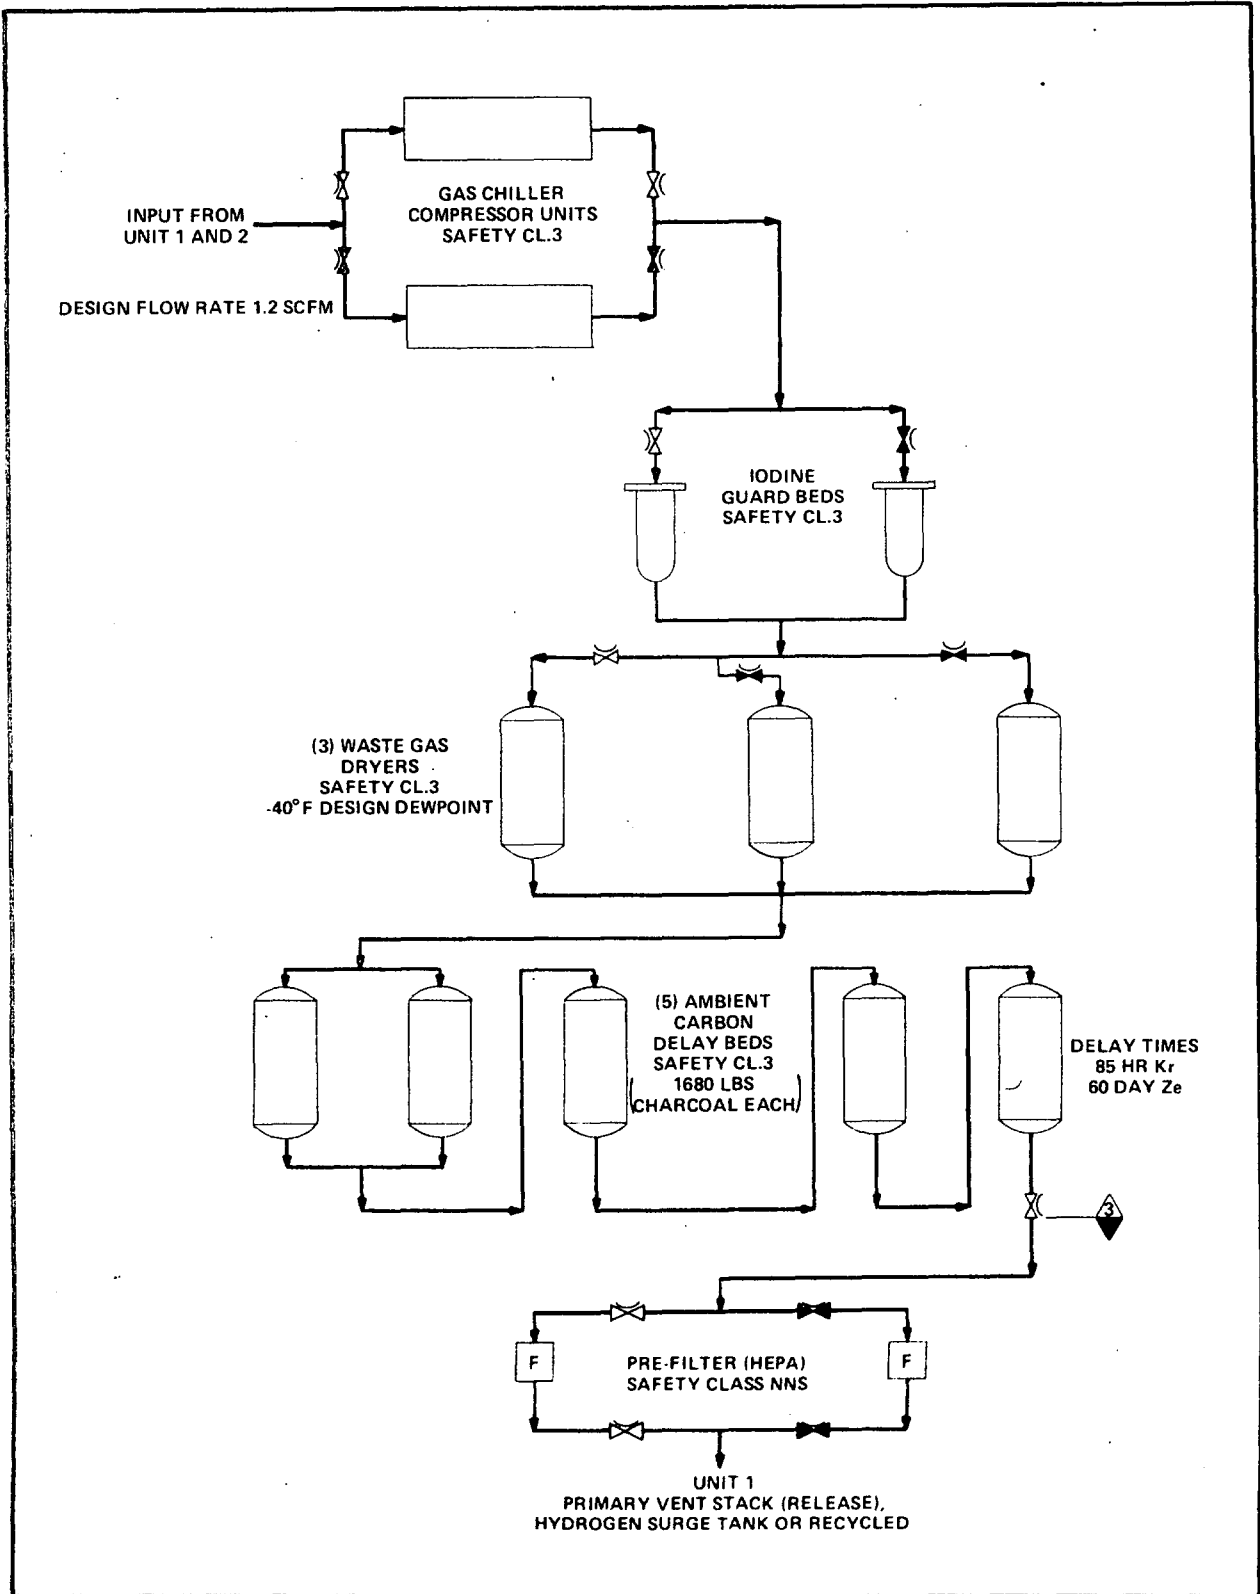 INPUT FROM
UNIT 1 AND 2
GAS CHILLER
COMPRESSOR UNITS
SAFETY CL.3
DESIGN FLOW RATE 1.2 SCFM
IODINE
GUARD BEDS
SAFETY CL.3
(3) WASTE GAS
DRYERS
SAFETY CL.3
-40°F DESIGN DEWPOINT
(5) AMBIENT
CARBON
DELAY BEDS
SAFETY CL.3
(1680 LBS
CHARCOAL EACH)
DELAY TIMES
85 HR Kr
60 DAY Ze
3
F
PRE-FILTER (HEPA)
SAFETY CLASS NNS
F
UNIT 1
PRIMARY VENT STACK (RELEASE),
HYDROGEN SURGE TANK OR RECYCLED